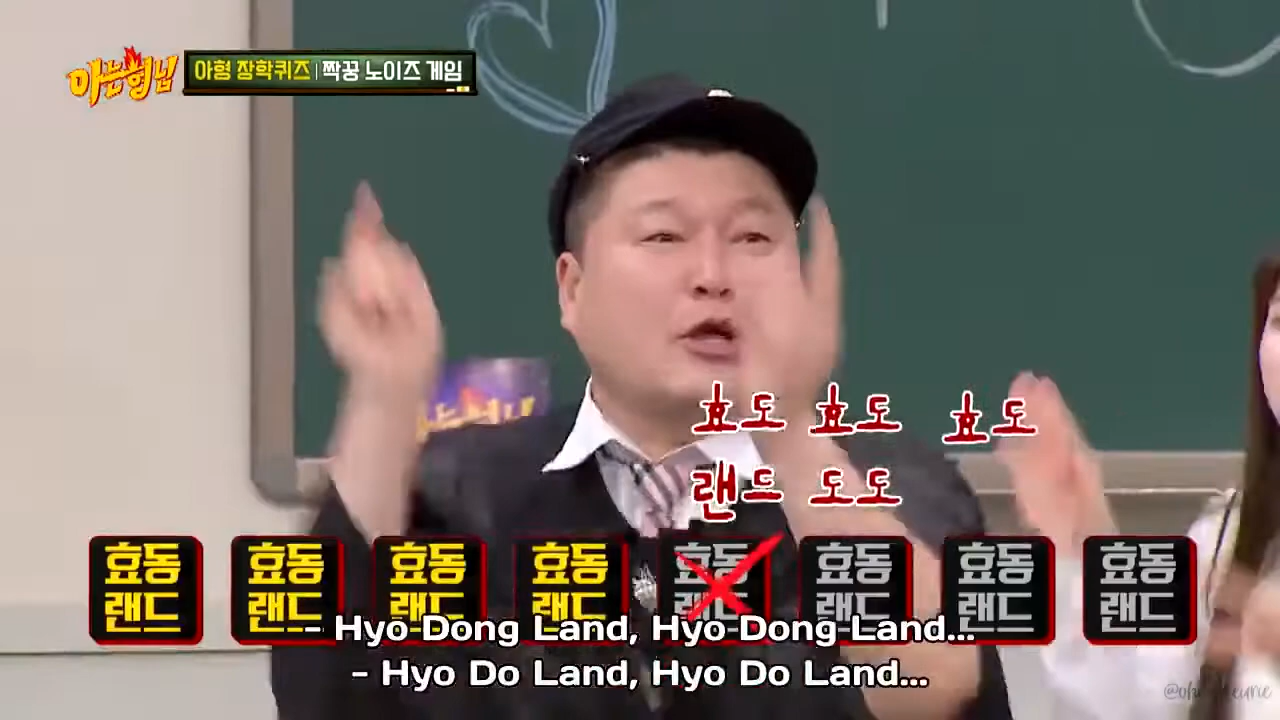 아는형님
아형 장학퀴즈 | 짝꿍 노이즈 게임
효도 효도 효도
랜드 도도
효동 효동 효동 효동 효동 효동 효동 효동
랜드 랜드 랜드 랜드 랜드 랜드 랜드 랜드
- Hyo Dong Land, Hyo Dong Land...
- Hyo Do Land, Hyo Do Land...